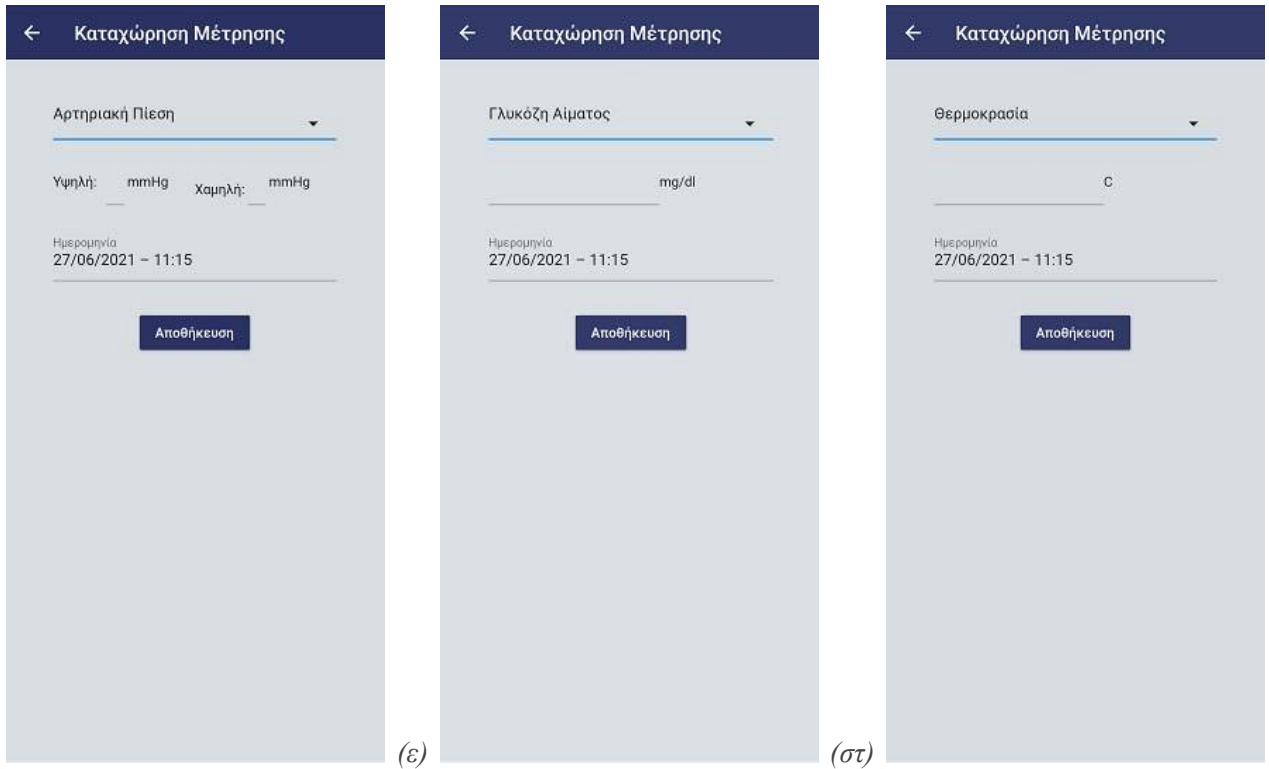 Καταχώρηση Μέτρησης
Αρτηριακή Πίεση
Υψηλή: mmHg Χαμηλή: mmHg
Ημερομηνία
27/06/2021 – 11:15
Αποθήκευση
(ε)
Καταχώρηση Μέτρησης
Γλυκόζη Αίματος
mg/dl
Ημερομηνία
27/06/2021 – 11:15
Αποθήκευση
(στ)
Καταχώρηση Μέτρησης
Θερμοκρασία
C
Ημερομηνία
27/06/2021 – 11:15
Αποθήκευση